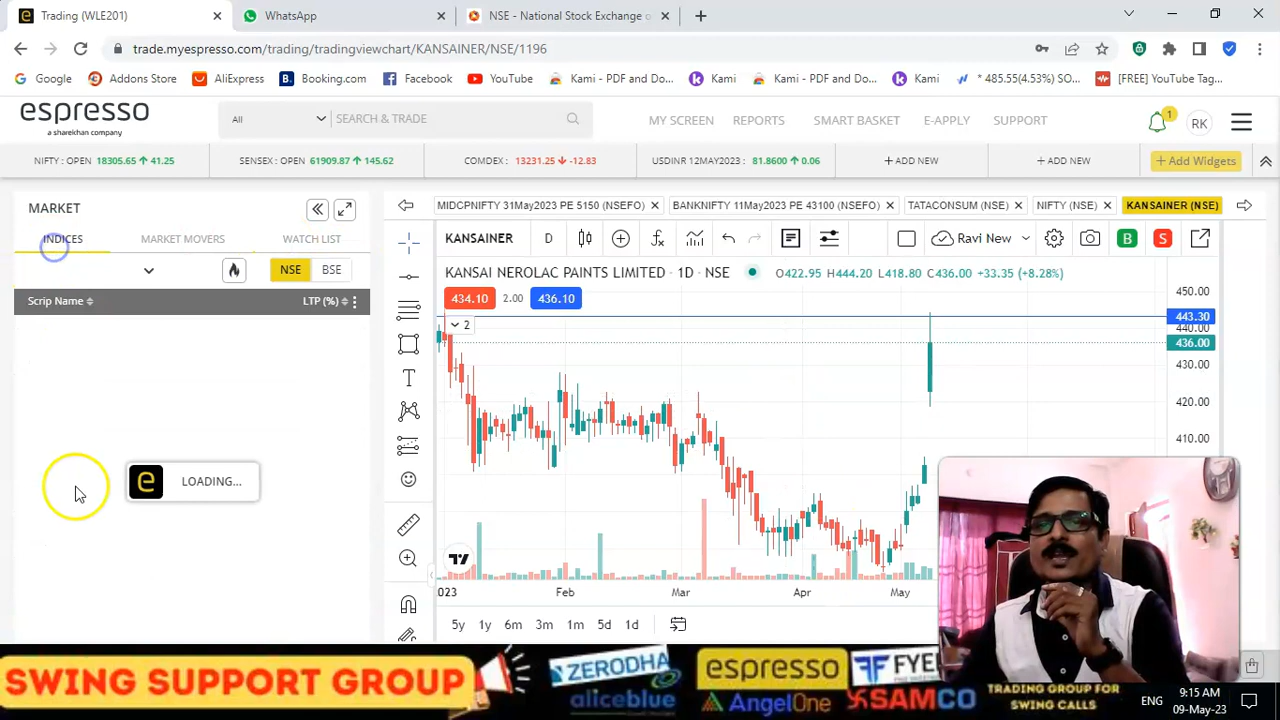 Trading (WLE201)
WhatsApp
NSE - National Stock Exchange o
trade.myespresso.com/trading/tradingviewchart/KANSAINER/NSE/1196
Google
Addons Store
AliExpress
Booking.com
Facebook
YouTube
Kami - PDF and Do...
Kami
Kami - PDF and Do...
Kami
* 485.55(4.53%) SO...
[FREE] YouTube Tag...
espresso
a sharekhan company
All
SEARCH & TRADE
MY SCREEN
REPORTS
SMART BASKET
E-APPLY
SUPPORT
1
RK
NIFTY : OPEN 18305.65 ↑ 41.25
SENSEX : OPEN 61909.87 ↑ 145.62
COMDEX : 13231.25 ↓ -12.83
USDINR 12MAY2023 : 81.8600 ↑ 0.06
+ ADD NEW
+ ADD NEW
+ Add Widgets
MARKET
MIDCPNIFTY 31May2023 PE 5150 (NSEFO)
BANKNIFTY 11May2023 PE 43100 (NSEFO)
TATACONSUM (NSE)
NIFTY (NSE)
KANSAINER (NSE)
INDICES
MARKET MOVERS
WATCH LIST
KANSAINER
D
Ravi New
B
S
NSE
BSE
KANSAI NEROLAC PAINTS LIMITED · 1D · NSE
O422.95 H444.20 L418.80 C436.00 +33.35 (+8.28%)
Scrip Name
LTP (%)
434.10
2.00
436.10
2
450.00
443.30
440.00
436.00
430.00
420.00
410.00
e
LOADING...
2023
Feb
Mar
Apr
May
5y
1y
6m
3m
1m
5d
1d
SWING SUPPORT GROUP
ZERODHA
aliceblue
espresso
AngelOne
FYE
SAMCO
TRADING GROUP FOR
SWING CALLS
ENG
9:15 AM
09-May-23